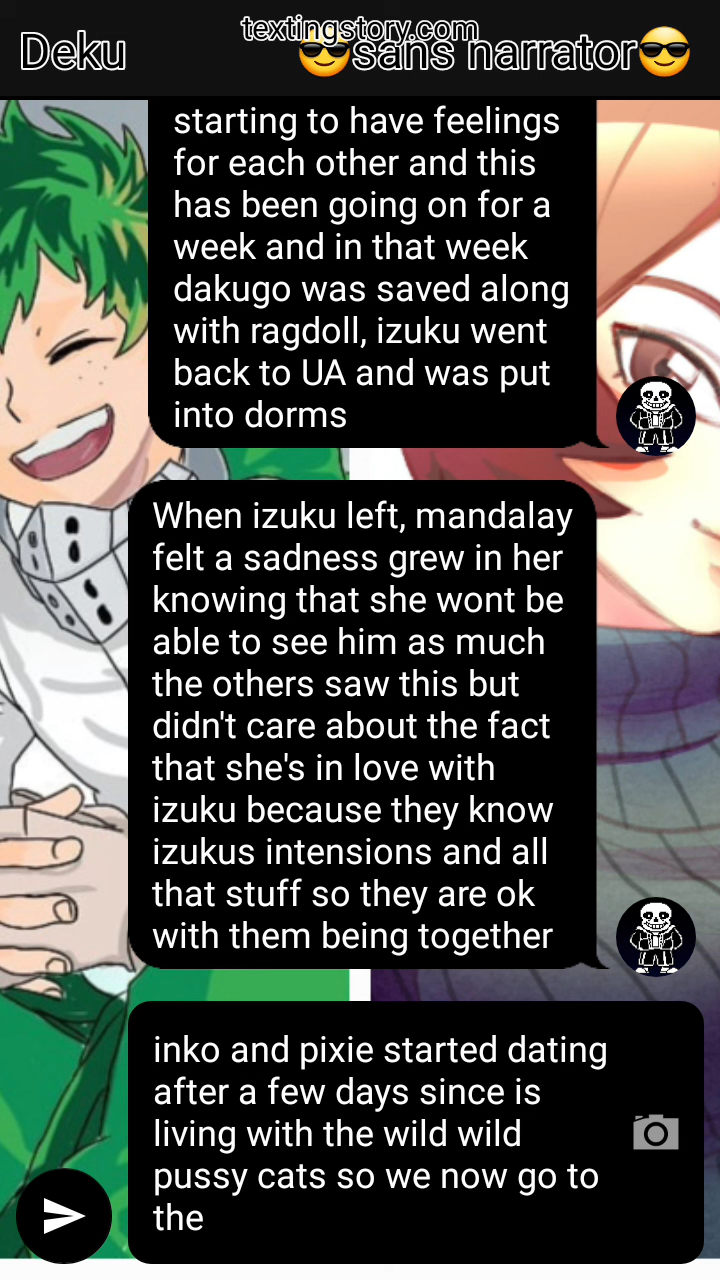 textingstory.com
Deku
😎sans narrator😎
starting to have feelings
for each other and this
has been going on for a
week and in that week
dakugo was saved along
with ragdoll, izuku went
back to UA and was put
into dorms
When izuku left, mandalay
felt a sadness grew in her
knowing that she wont be
able to see him as much
the others saw this but
didn't care about the fact
that she's in love with
izuku because they know
izukus intensions and all
that stuff so they are ok
with them being together
inko and pixie started dating
after a few days since is
living with the wild wild
pussy cats so we now go to
the